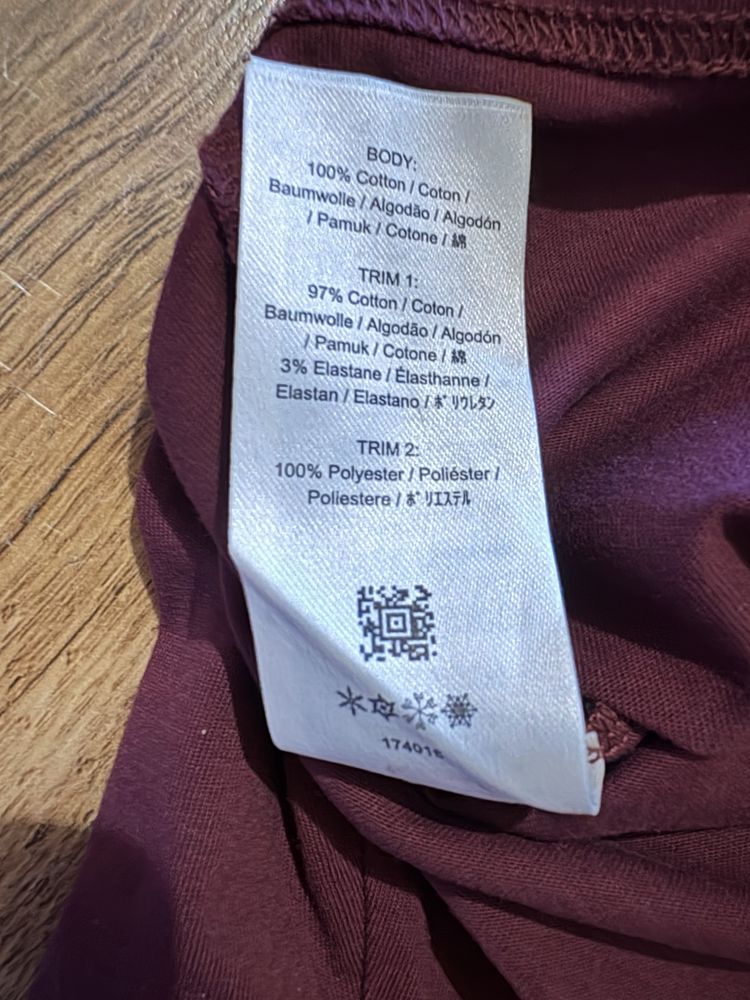 BODY:
100% Cotton / Coton /
Baumwolle / Algodão / Algodón
/ Pamuk / Cotone / 綿
TRIM 1:
97% Cotton / Coton /
Baumwolle / Algodão / Algodón
/ Pamuk / Cotone / 綿
3% Elastane / Élasthanne /
Elastan / Elastano / ポリウレタン
TRIM 2:
100% Polyester / Poliéster /
Poliestere / ポリエステル